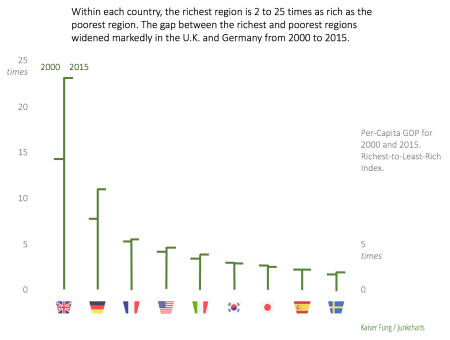 Within each country, the richest region is 2 to 25 times as rich as the
poorest region. The gap between the richest and poorest regions
widened markedly in the U.K. and Germany from 2000 to 2015.
25
times
2000 2015
20
15
Per-Capita GDP for
2000 and 2015.
Richest-to-Least-Rich
Index.
10
5
5
times
0
0
Kaiser Fung / Junkcharts